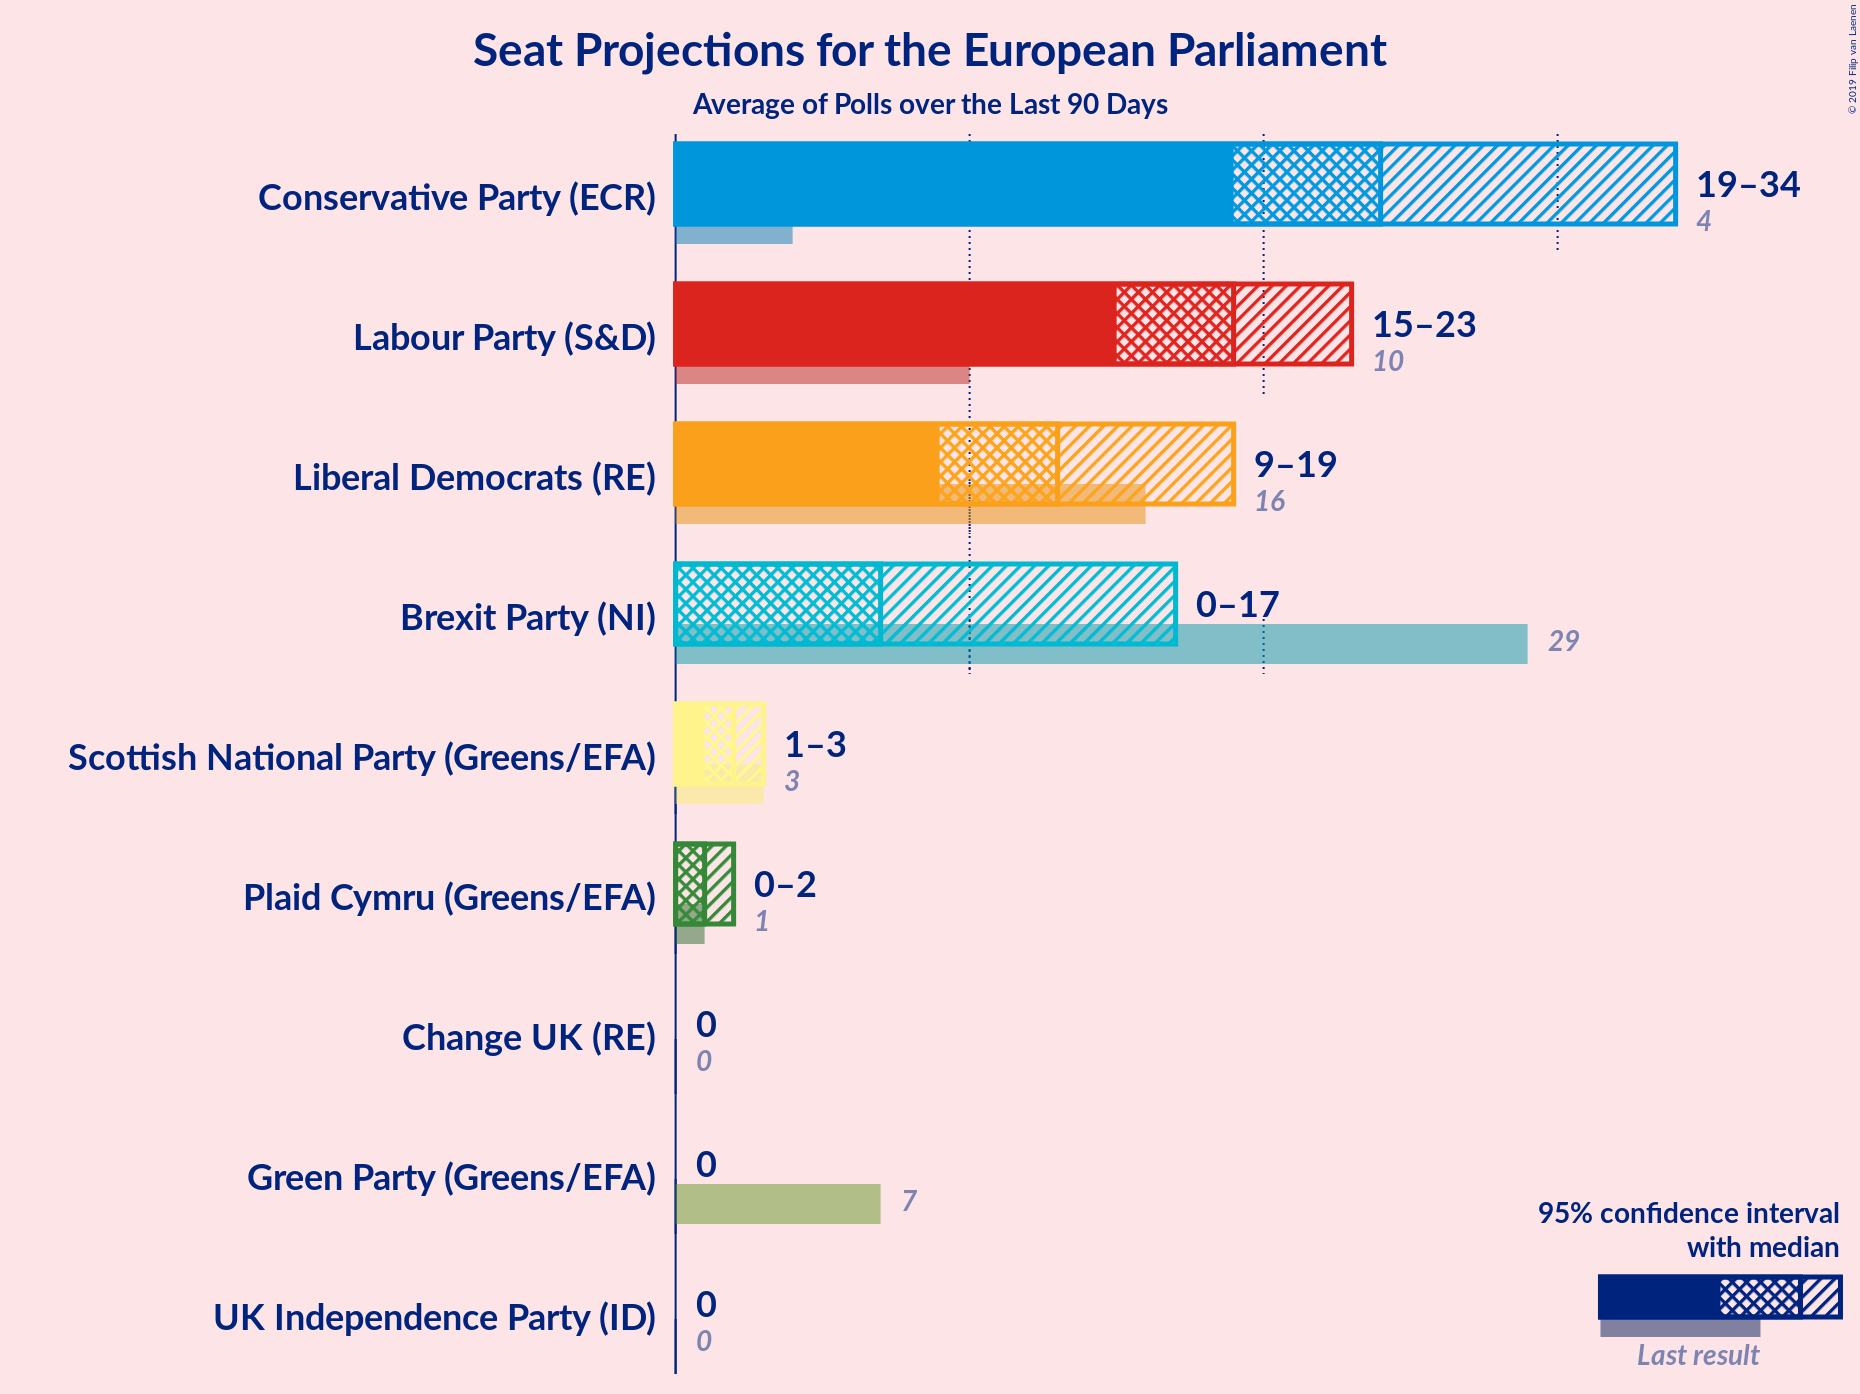 Seat Projections for the European Parliament
Average of Polls over the Last 90 Days
© 2019 Filip van Laenen
Conservative Party (ECR)
19–34
4
Labour Party (S&D)
15–23
10
Liberal Democrats (RE)
9–19
16
Brexit Party (NI)
0–17
29
Scottish National Party (Greens/EFA)
1–3
3
Plaid Cymru (Greens/EFA)
0–2
1
Change UK (RE)
0
0
Green Party (Greens/EFA)
0
7
UK Independence Party (ID)
0
0
95% confidence interval
with median
Last result